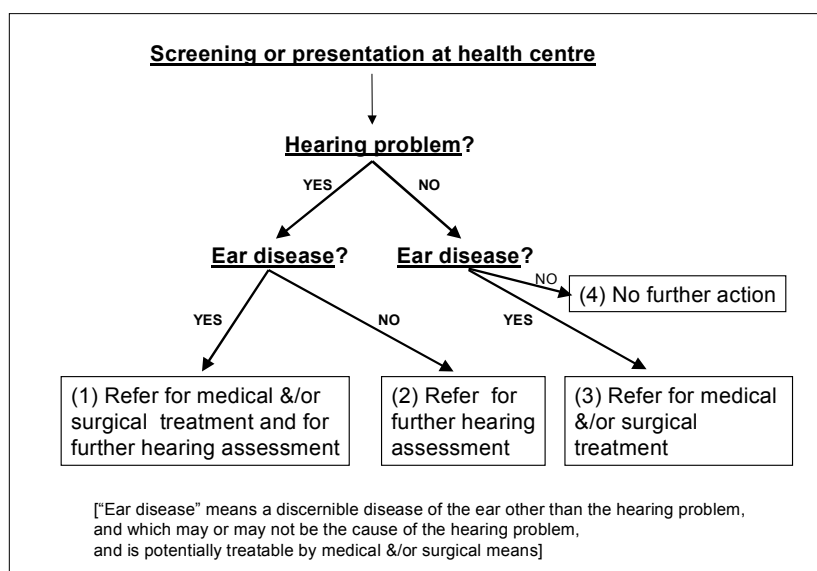 Screening or presentation at health centre
Hearing problem?
YES
NO
Ear disease?
Ear disease?
NO
(4) No further action
YES
NO
YES
(1) Refer for medical &/or
surgical treatment and for
further hearing assessment
(2) Refer for
further hearing
assessment
(3) Refer for medical
&/or surgical
treatment
["Ear disease" means a discernible disease of the ear other than the hearing problem,
and which may or may not be the cause of the hearing problem,
and is potentially treatable by medical &/or surgical means]